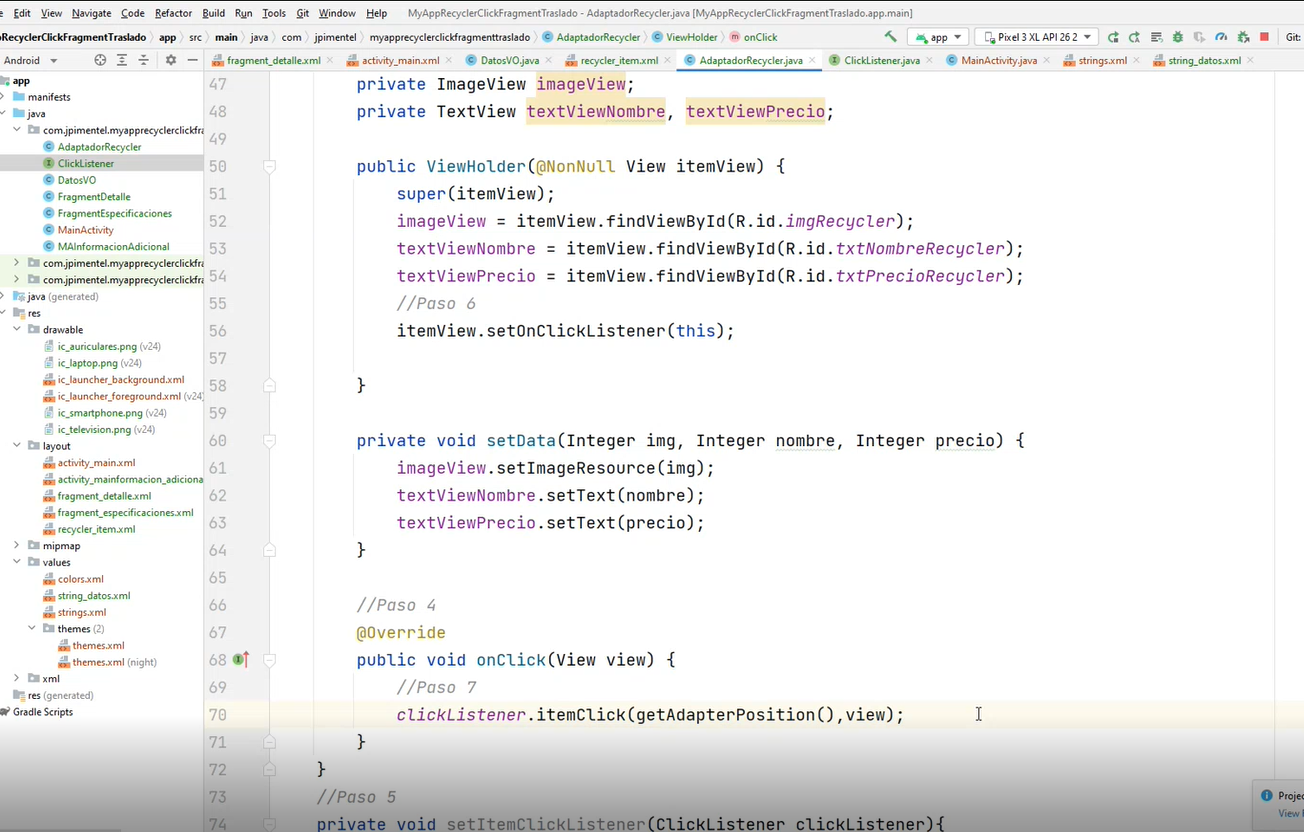 Edit View Navigate Code Refactor Build Run Tools Git Window Help MyAppRecyclerClickFragmentTraslado - AdaptadorRecycler.java [MyAppRecyclerClickFragmentTraslado.app.main]
RecyclerClickFragmentTraslado app src main java com jpimentel myapprecyclerclickfragmenttraslado AdaptadorRecycler ViewHolder onClick app Pixel 3 XL API 26 2 Git:
Android fragment_detalle.xml activity_main.xml DatosVO.java recycler_item.xml AdaptadorRecycler.java ClickListener.java MainActivity.java strings.xml string_datos.xml
app
manifests
java
com.jpimentel.myapprecyclerclickfra
AdaptadorRecycler
ClickListener
DatosVO
FragmentDetalle
FragmentEspecificaciones
MainActivity
MAInformacionAdicional
com.jpimentel.myapprecyclerclickfra
com.jpimentel.myapprecyclerclickfra
java (generated)
res
drawable
ic_auriculares.png (v24)
ic_laptop.png (v24)
ic_launcher_background.xml
ic_launcher_foreground.xml (v24)
ic_smartphone.png (v24)
ic_television.png (v24)
layout
activity_main.xml
activity_mainformacion_adiciona
fragment_detalle.xml
fragment_especificaciones.xml
recycler_item.xml
mipmap
values
colors.xml
string_datos.xml
strings.xml
themes (2)
themes.xml
themes.xml (night)
xml
res (generated)
Gradle Scripts
47 private ImageView imageView;
48 private TextView textViewNombre, textViewPrecio;
49
50 public ViewHolder(@NonNull View itemView) {
51 super(itemView);
52 imageView = itemView.findViewById(R.id.imgRecycler);
53 textViewNombre = itemView.findViewById(R.id.txtNombreRecycler);
54 textViewPrecio = itemView.findViewById(R.id.txtPrecioRecycler);
55 //Paso 6
56 itemView.setOnClickListener(this);
57
58 }
59
60 private void setData(Integer img, Integer nombre, Integer precio) {
61 imageView.setImageResource(img);
62 textViewNombre.setText(nombre);
63 textViewPrecio.setText(precio);
64 }
65
66 //Paso 4
67 @Override
68 public void onClick(View view) {
69 //Paso 7
70 clickListener.itemClick(getAdapterPosition(),view);
71 }
72 }
73 //Paso 5
74 private void setItemClickListener(ClickListener clickListener){
Projec
View